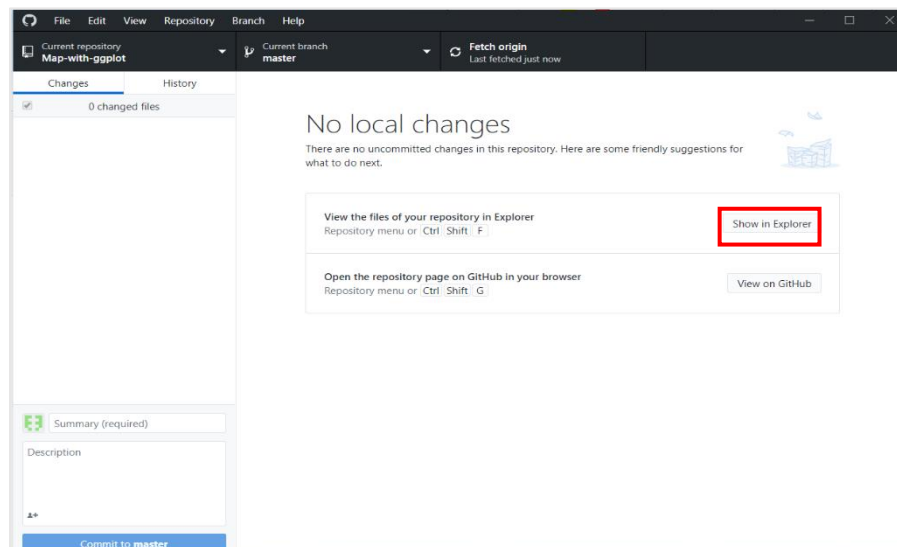 File Edit View Repository Branch Help
Current repository
Map-with-ggplot
Current branch
master
Fetch origin
Last fetched just now
Changes History
0 changed files
No local changes
There are no uncommitted changes in this repository. Here are some friendly suggestions for
what to do next.
View the files of your repository in Explorer
Repository menu or Ctrl Shift F
Show in Explorer
Open the repository page on GitHub in your browser
Repository menu or Ctrl Shift G
View on GitHub
Summary (required)
Description
Commit to master